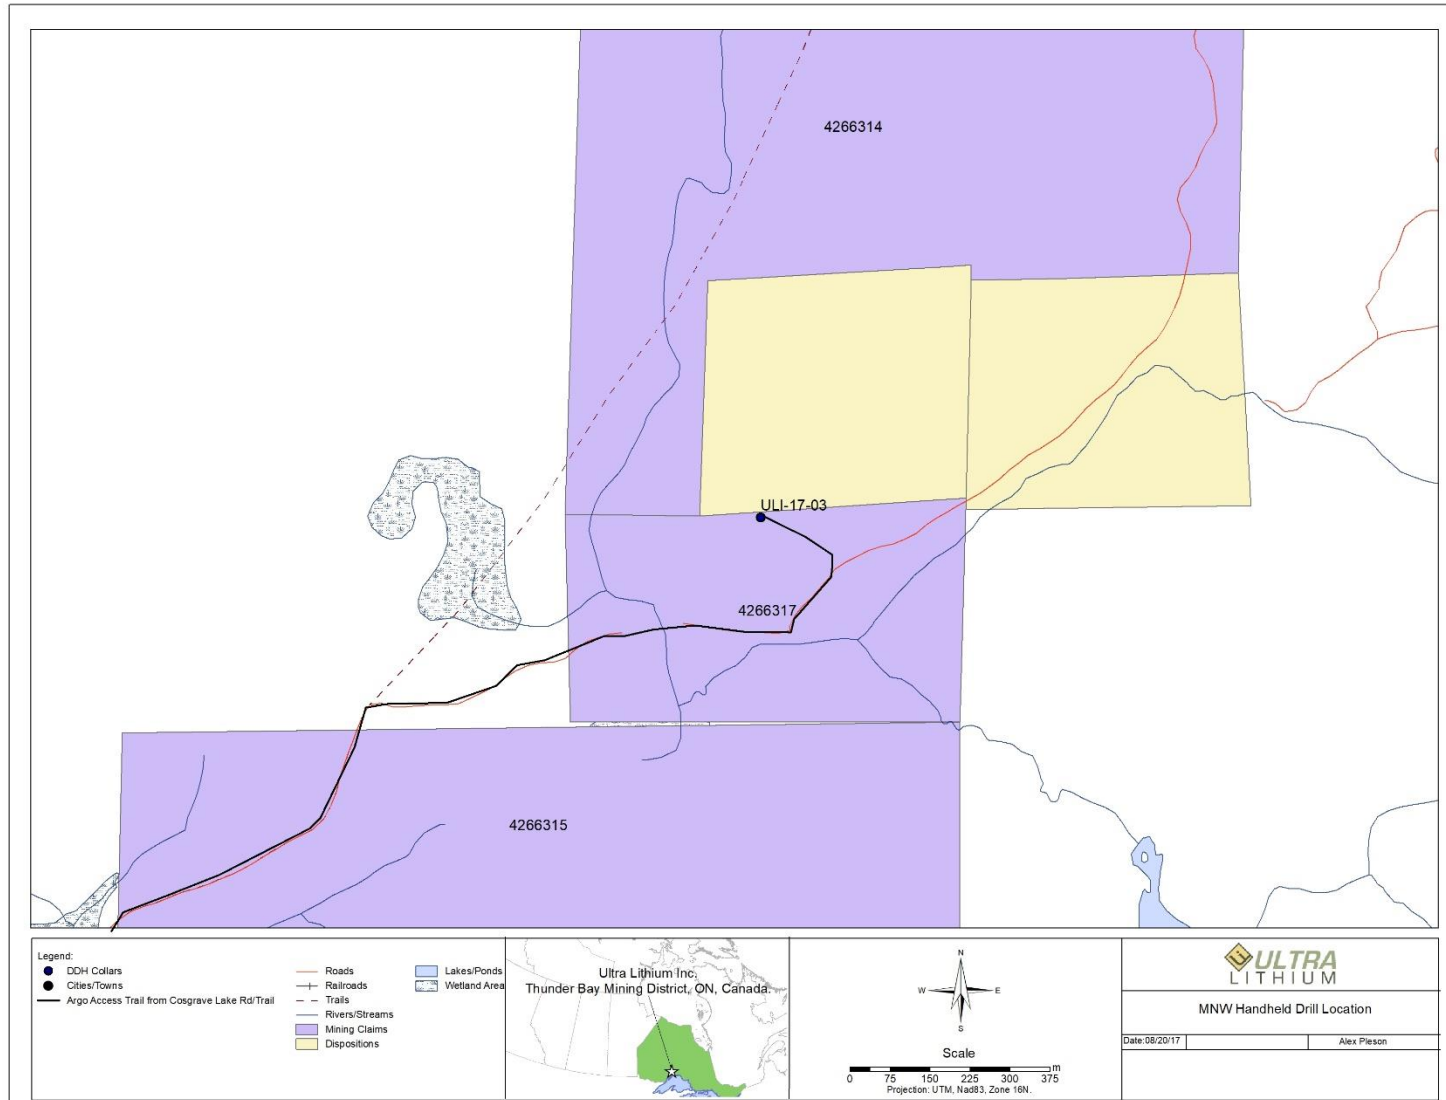 4266314
ULI-17-03
4266317
4266315
Legend:
DDH Collars
Cities/Towns
Argo Access Trail from Cosgrave Lake Rd/Trail
Roads
Railroads
Trails
Rivers/Streams
Mining Claims
Dispositions
Lakes/Ponds
Wetland Area
Ultra Lithium Inc.
Thunder Bay Mining District, ON, Canada.
N
W
E
S
Scale
m
0 75 150 225 300 375
Projection: UTM, Nad83, Zone 16N.
Li ULTRA
LITHIUM
MNW Handheld Drill Location
Date:08/20/17
Alex Pleson